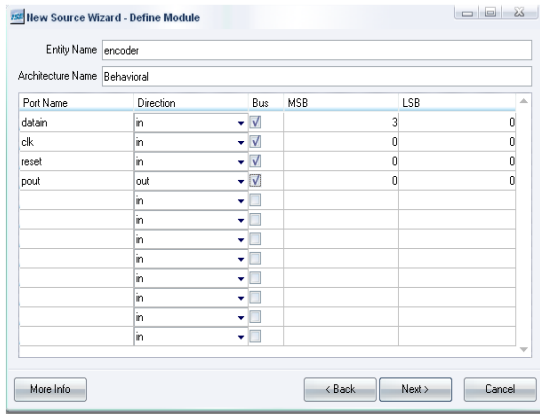 ISE New Source Wizard - Define Module
Entity Name encoder
Architecture Name Behavioral
Port Name Direction Bus MSB LSB
datain in 3 0
clk in 0 0
reset in 0 0
pout out 0 0
in
in
in
in
in
in
in
in
More Info < Back Next > Cancel